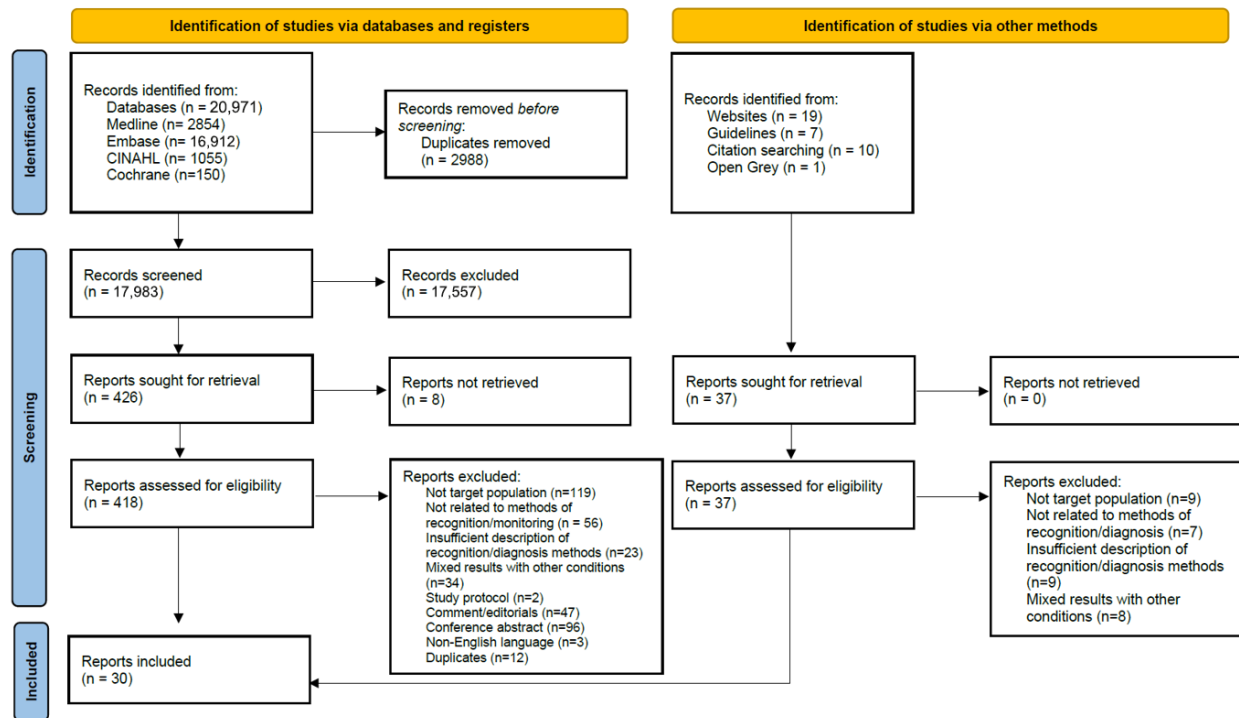 Identification of studies via databases and registers
Identification of studies via other methods
Identification
Records identified from:
Databases (n = 20,971)
Medline (n= 2854)
Embase (n= 16,912)
CINAHL (n= 1055)
Cochrane (n=150)
Records removed before
screening:
Duplicates removed
(n = 2988)
Records identified from:
Websites (n = 19)
Guidelines (n = 7)
Citation searching (n = 10)
Open Grey (n = 1)
Screening
Records screened
(n = 17,983)
Records excluded
(n = 17,557)
Reports sought for retrieval
(n = 426)
Reports not retrieved
(n = 8)
Reports sought for retrieval
(n = 37)
Reports not retrieved
(n = 0)
Reports assessed for eligibility
(n = 418)
Reports excluded:
Not target population (n=119)
Not related to methods of
recognition/monitoring (n = 56)
Insufficient description of
recognition/diagnosis methods (n=23)
Mixed results with other conditions
(n=34)
Study protocol (n=2)
Comment/editorials (n=47)
Conference abstract (n=96)
Non-English language (n=3)
Duplicates (n=12)
Reports assessed for eligibility
(n = 37)
Reports excluded:
Not target population (n=9)
Not related to methods of
recognition/diagnosis (n=7)
Insufficient description of
recognition/diagnosis methods
(n=9)
Mixed results with other
conditions (n=8)
Included
Reports included
(n = 30)